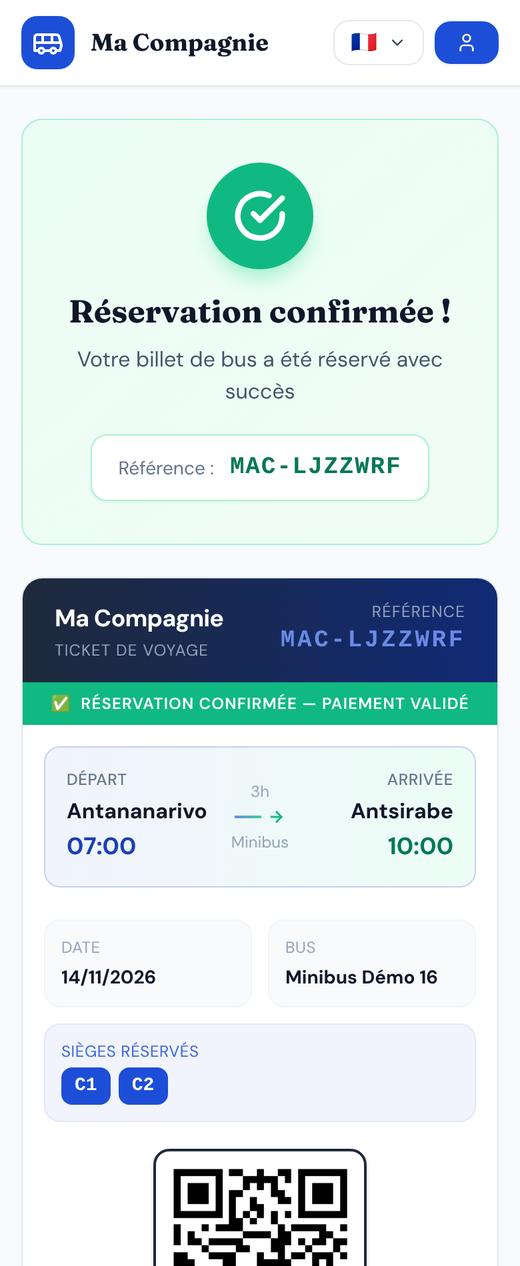 Ma Compagnie
Réservation confirmée !
Votre billet de bus a été réservé avec
succès
Référence : MAC-LJZZWRF
Ma Compagnie
TICKET DE VOYAGE
RÉFÉRENCE
MAC-LJZZWRF
✅ RÉSERVATION CONFIRMÉE — PAIEMENT VALIDÉ
DÉPART
Antananarivo
07:00
3h
Minibus
ARRIVÉE
Antsirabe
10:00
DATE
14/11/2026
BUS
Minibus Démo 16
SIÈGES RÉSERVÉS
C1 C2